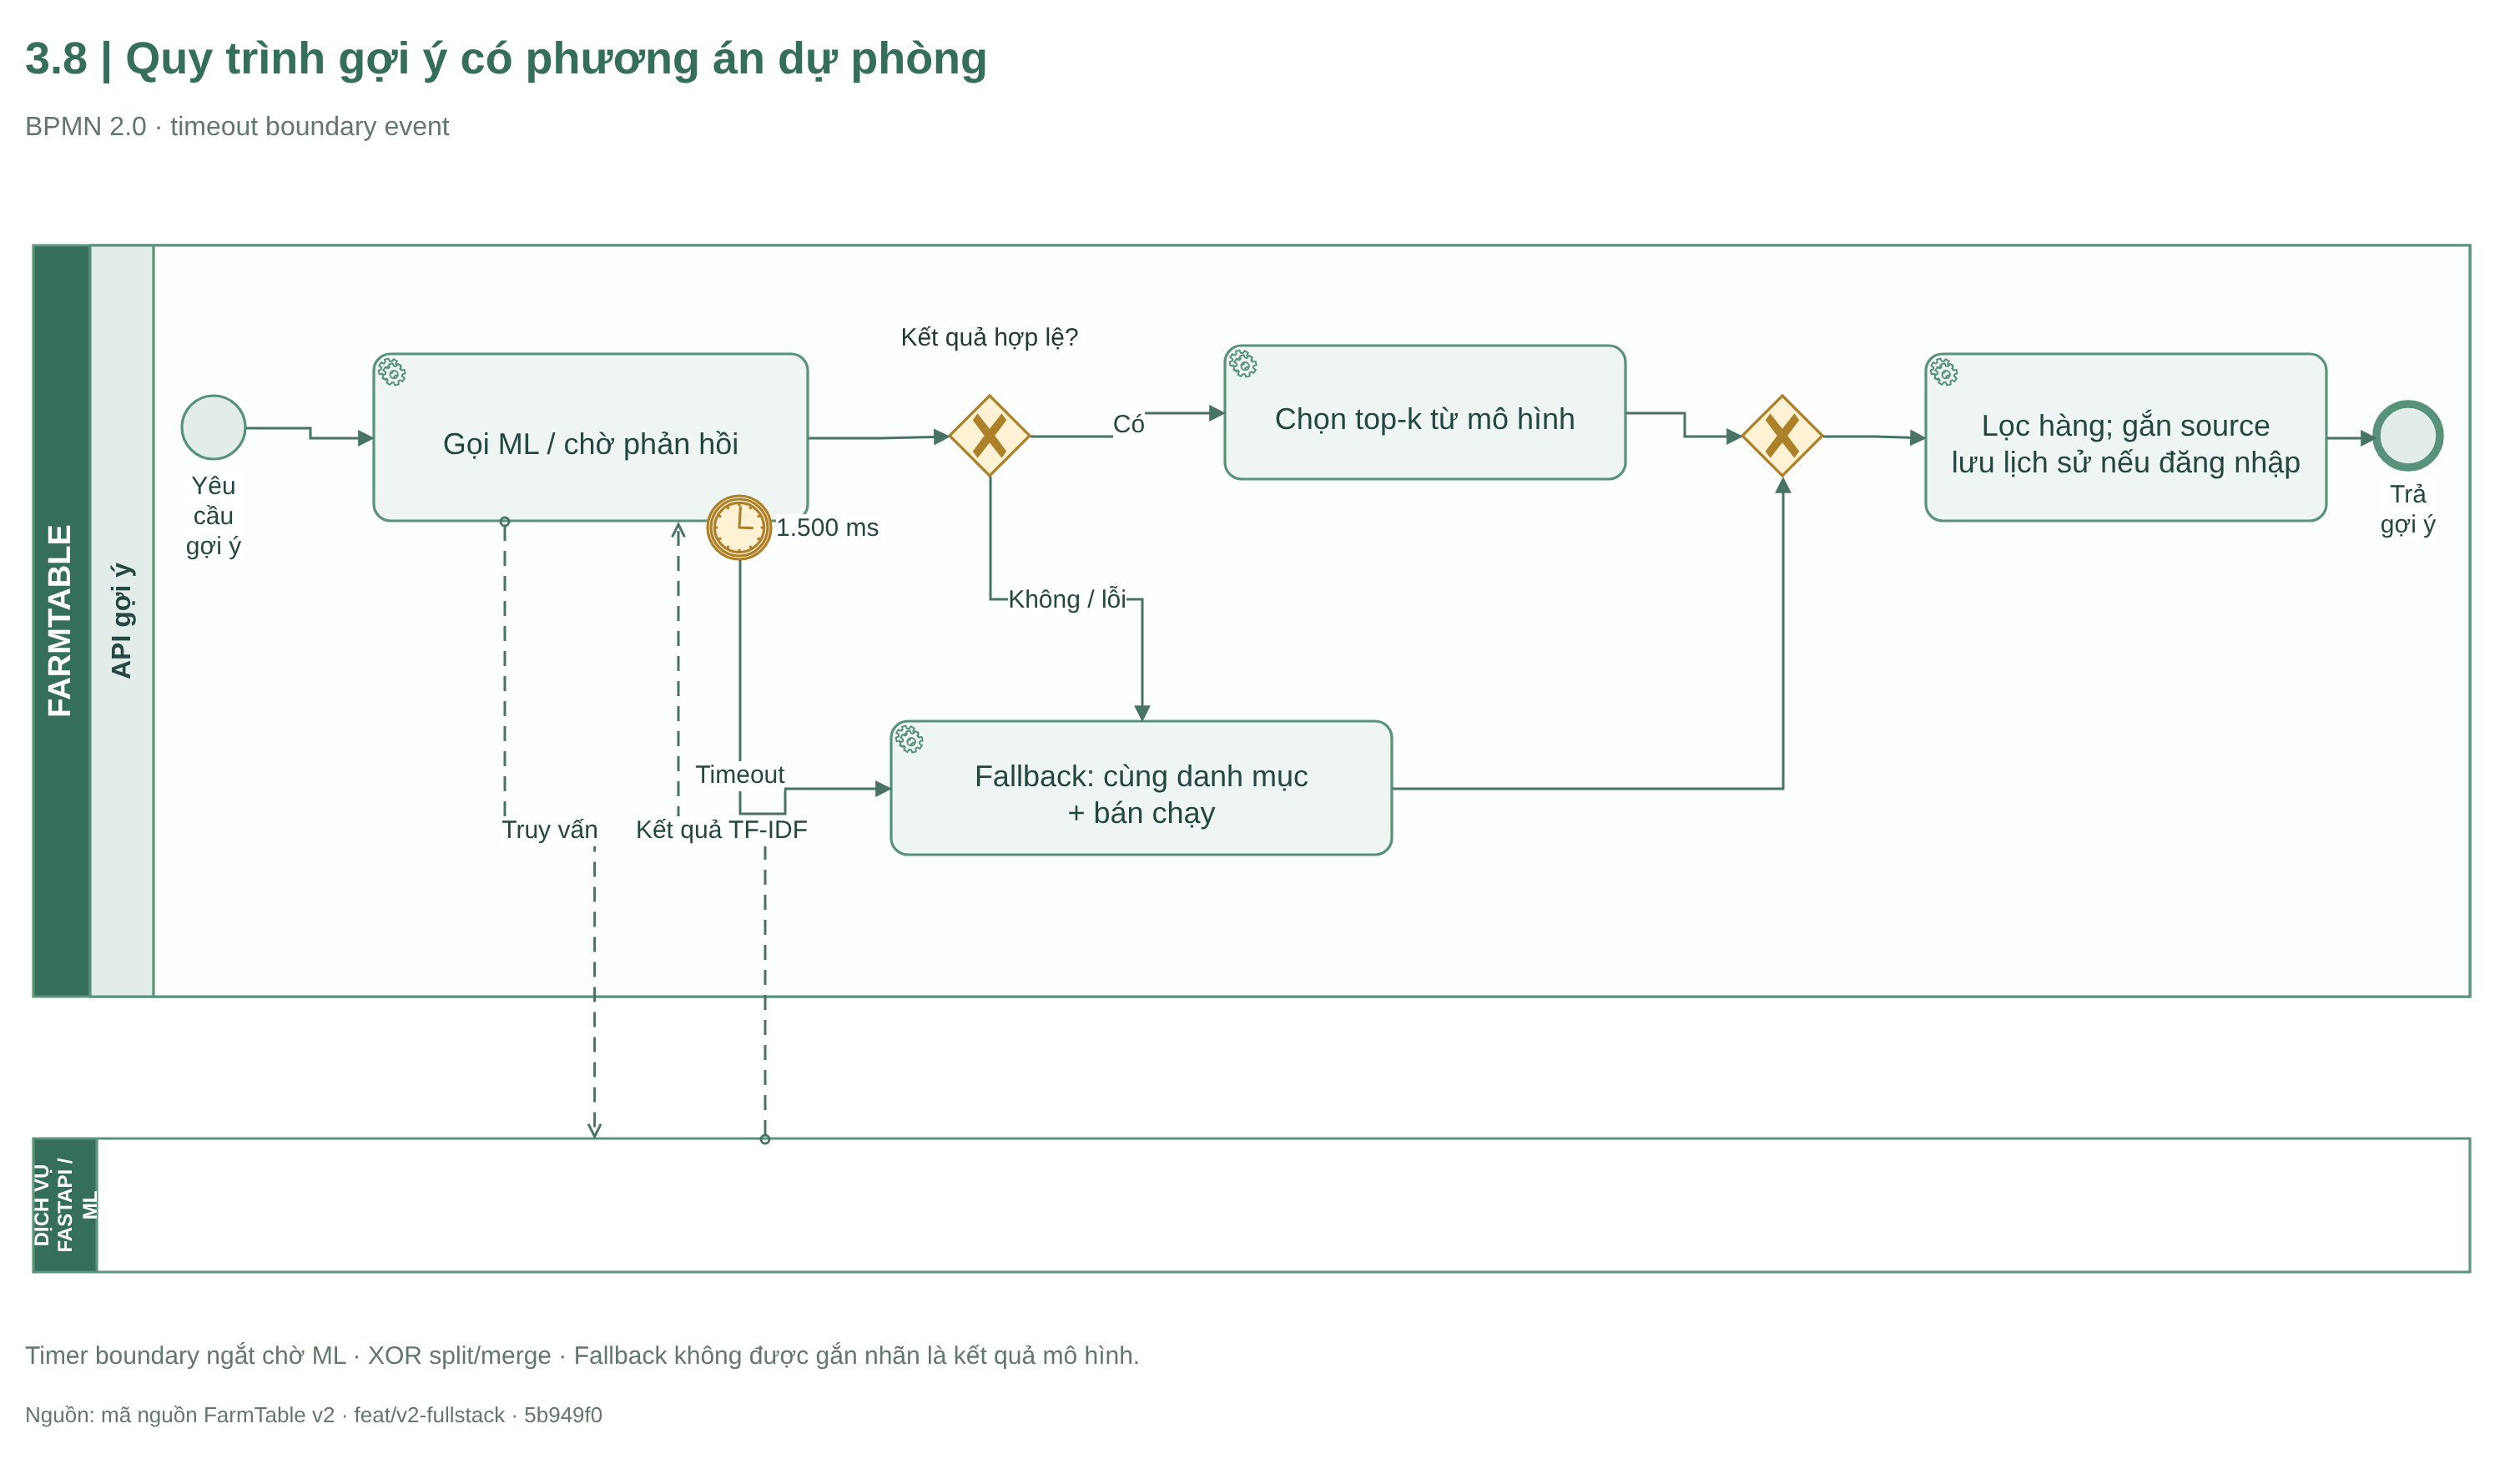 3.8 | Quy trình gợi ý có phương án dự phòng
BPMN 2.0 · timeout boundary event
FARMTABLE
API gợi ý
Yêu
cầu
gợi ý
Gọi ML / chờ phản hồi
1.500 ms
Kết quả hợp lệ?
Có
Chọn top-k từ mô hình
Lọc hàng; gắn source
lưu lịch sử nếu đăng nhập
Trả
gợi ý
Không / lỗi
Timeout
Fallback: cùng danh mục
+ bán chạy
Truy vấn
Kết quả TF-IDF
DỊCH VỤ
FASTAPI /
ML
Timer boundary ngắt chờ ML · XOR split/merge · Fallback không được gắn nhãn là kết quả mô hình.
Nguồn: mã nguồn FarmTable v2 · feat/v2-fullstack · 5b949f0